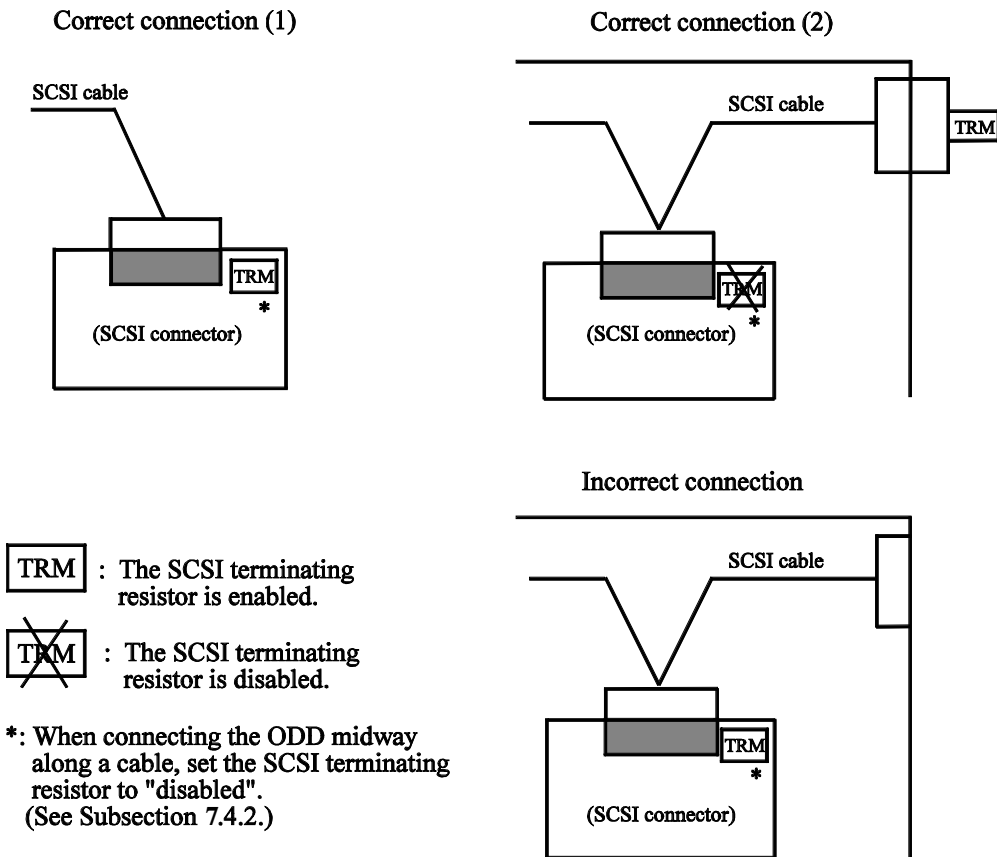 Correct connection (1)
SCSI cable
TRM
*
(SCSI connector)
Correct connection (2)
SCSI cable
TRM
TRM
*
(SCSI connector)
Incorrect connection
SCSI cable
TRM
*
(SCSI connector)
TRM : The SCSI terminating
resistor is enabled.
TRM : The SCSI terminating
resistor is disabled.
*: When connecting the ODD midway
along a cable, set the SCSI terminating
resistor to "disabled".
(See Subsection 7.4.2.)